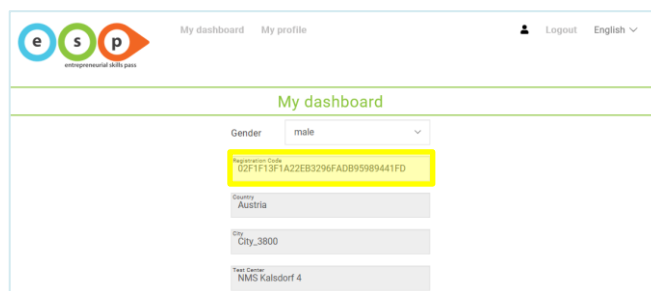 My dashboard My profile Logout English
e s p
entrepreneurial skills pass
My dashboard
Gender male
Registration Code
02F1F13F1A22EB3296FADB95989441FD
Country
Austria
City
City_3800
Test Center
NMS Kalsdorf 4